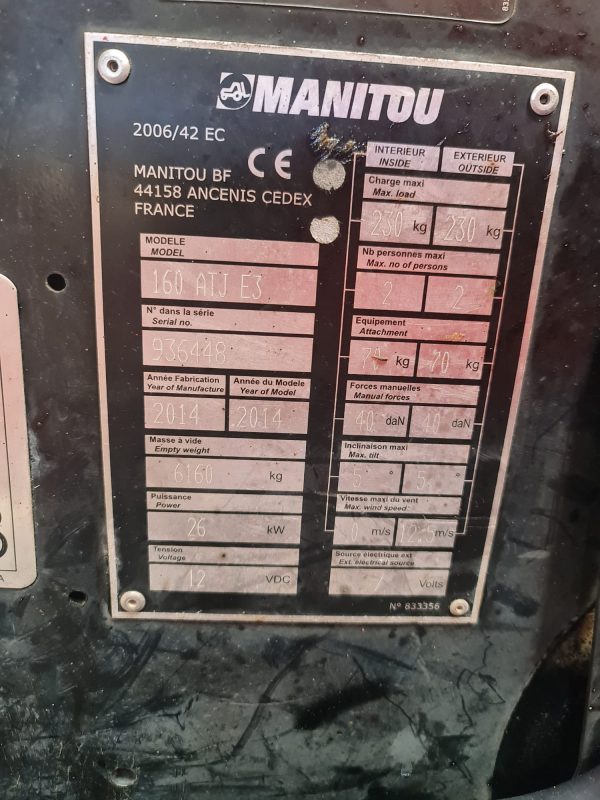 MANITOU
2006/42 EC
CE
MANITOU BF
44158 ANCENIS CEDEX
FRANCE
MODELE
MODEL
160 ATJ E3
N° dans la série
Serial no.
936448
Année Fabrication
Year of Manufacture
2014
Année du Modele
Year of Model
2014
Masse à vide
Empty weight
6160 kg
Puissance
Power
26 kW
Tension
Voltage
12 VDC
INTERIEUR
INSIDE
EXTERIEUR
OUTSIDE
Charge maxi
Max. load
230 kg 230 kg
Nb personnes maxi
Max. no of persons
2 2
Equipement
Attachment
70 kg 70 kg
Forces manuelles
Manual forces
40 daN 40 daN
Inclinaison maxi
Max. tilt
5 ° 5 °
Vitesse maxi du vent
Max. wind speed
m/s 12.5 m/s
Source électrique ext
Ext. electrical source
/ Volts
N° 833356